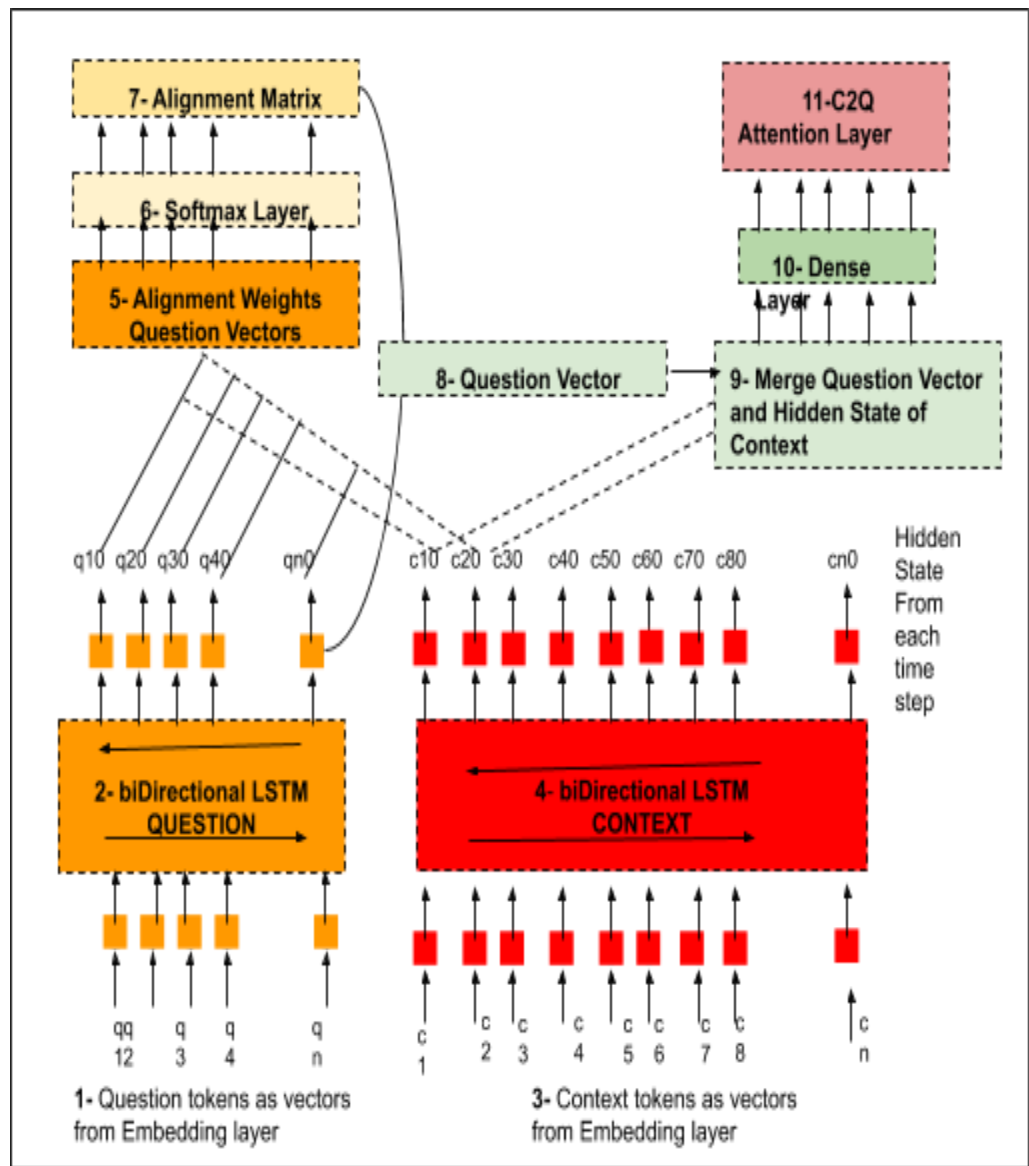 7- Alignment Matrix
11-C2Q
Attention Layer
6- Softmax Layer
5- Alignment Weights
Question Vectors
10- Dense
Layer
8- Question Vector
9- Merge Question Vector
and Hidden State of
Context
q10 q20 q30 q40 qn0
c10 c20 c30 c40 c50 c60 c70 c80 cn0
Hidden
State
From
each
time
step
2- biDirectional LSTM
QUESTION
4- biDirectional LSTM
CONTEXT
qq q q q
12 3 4 n
c c c c c c c c c
1 2 3 4 5 6 7 8 n
1- Question tokens as vectors
from Embedding layer
3- Context tokens as vectors
from Embedding layer